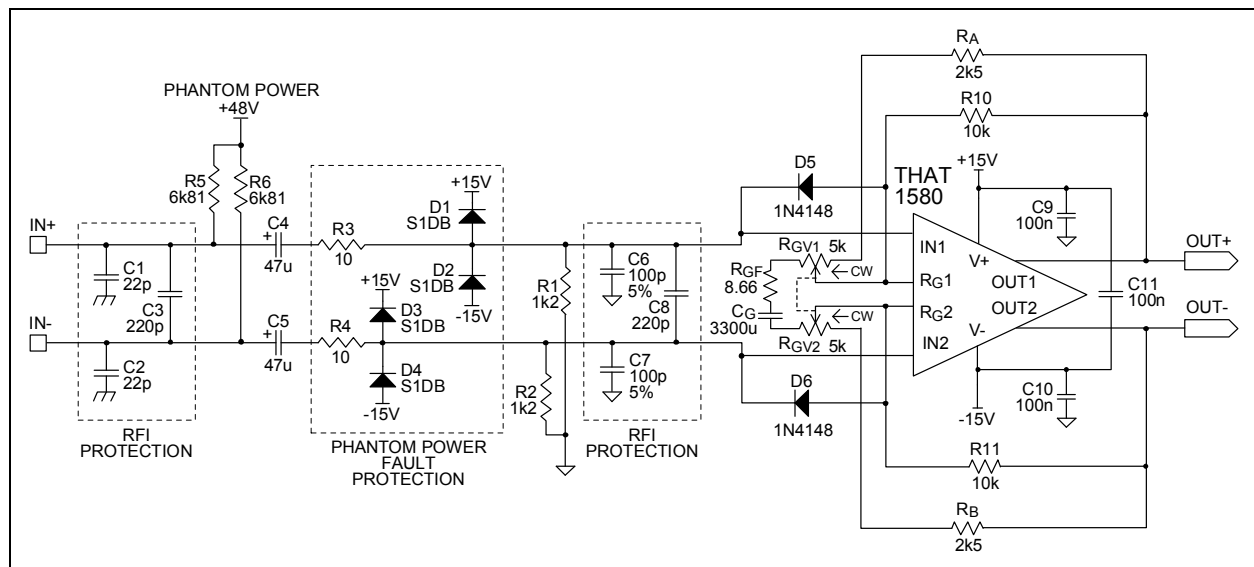 PHANTOM POWER
+48V
R5
6k81
R6
6k81
IN+
IN-
C1
22p
C3
220p
C2
22p
RFI
PROTECTION
C4
+
47u
C5
+
47u
R3
10
R4
10
+15V
D1
S1DB
D2
S1DB
-15V
+15V
D3
S1DB
D4
S1DB
-15V
PHANTOM POWER
FAULT
PROTECTION
R1
1k2
R2
1k2
C6
100p
5%
C8
220p
C7
100p
5%
RFI
PROTECTION
D5
1N4148
RGV1 5k
CW
RGF
8.66
CG
3300u
CW
RGV2 5k
D6
1N4148
RA
2k5
R10
10k
THAT
1580
+15V
C9
100n
IN1
V+
OUT1
RG1
RG2
OUT2
V-
IN2
C11
100n
C10
100n
-15V
OUT+
OUT-
R11
10k
RB
2k5